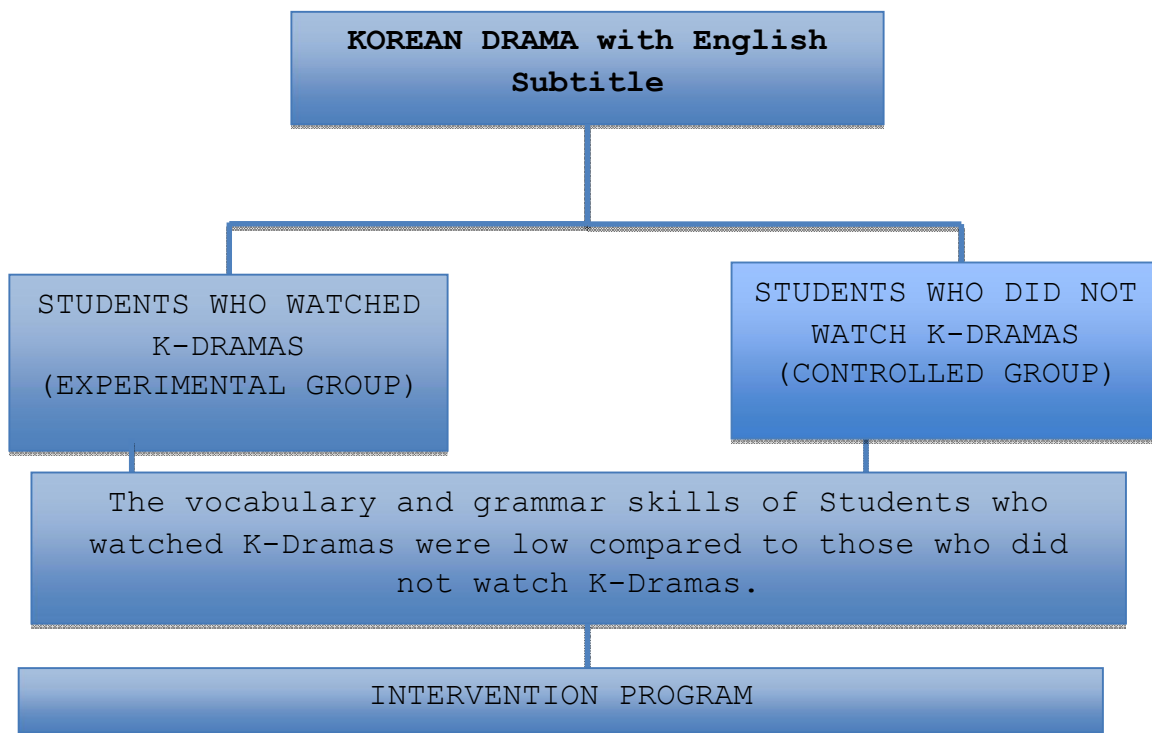 KOREAN DRAMA with English
Subtitle
STUDENTS WHO WATCHED
K-DRAMAS
(EXPERIMENTAL GROUP)
STUDENTS WHO DID NOT
WATCH K-DRAMAS
(CONTROLLED GROUP)
The vocabulary and grammar skills of Students who
watched K-Dramas were low compared to those who did
not watch K-Dramas.
INTERVENTION PROGRAM